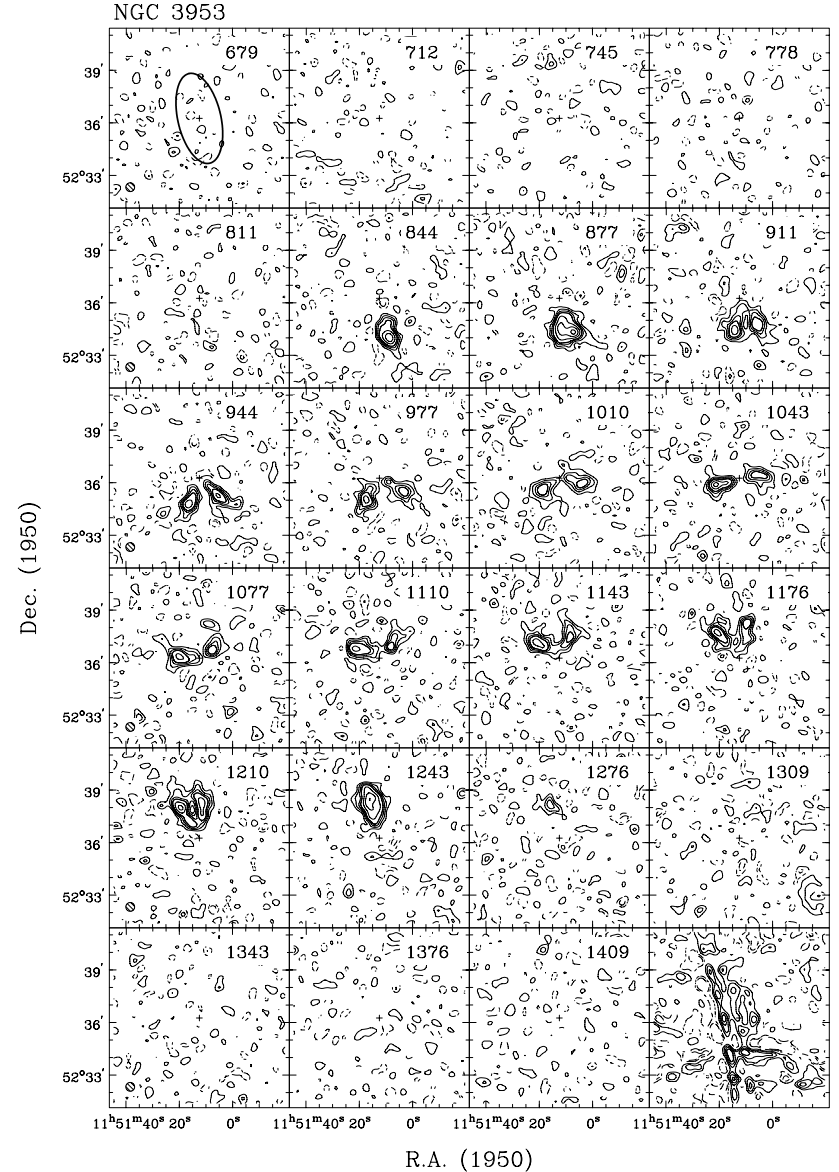 NGC 3953
679 712 745 778
39′
36′
52°33′
811 844 877 911
39′
36′
52°33′
944 977 1010 1043
39′
36′
52°33′
Dec. (1950)
1077 1110 1143 1176
39′
36′
52°33′
1210 1243 1276 1309
39′
36′
52°33′
1343 1376 1409
39′
36′
52°33′
11ʰ51ᵐ40ˢ 20ˢ 0ˢ 11ʰ51ᵐ40ˢ 20ˢ 0ˢ 11ʰ51ᵐ40ˢ 20ˢ 0ˢ 11ʰ51ᵐ40ˢ 20ˢ 0ˢ
R.A. (1950)